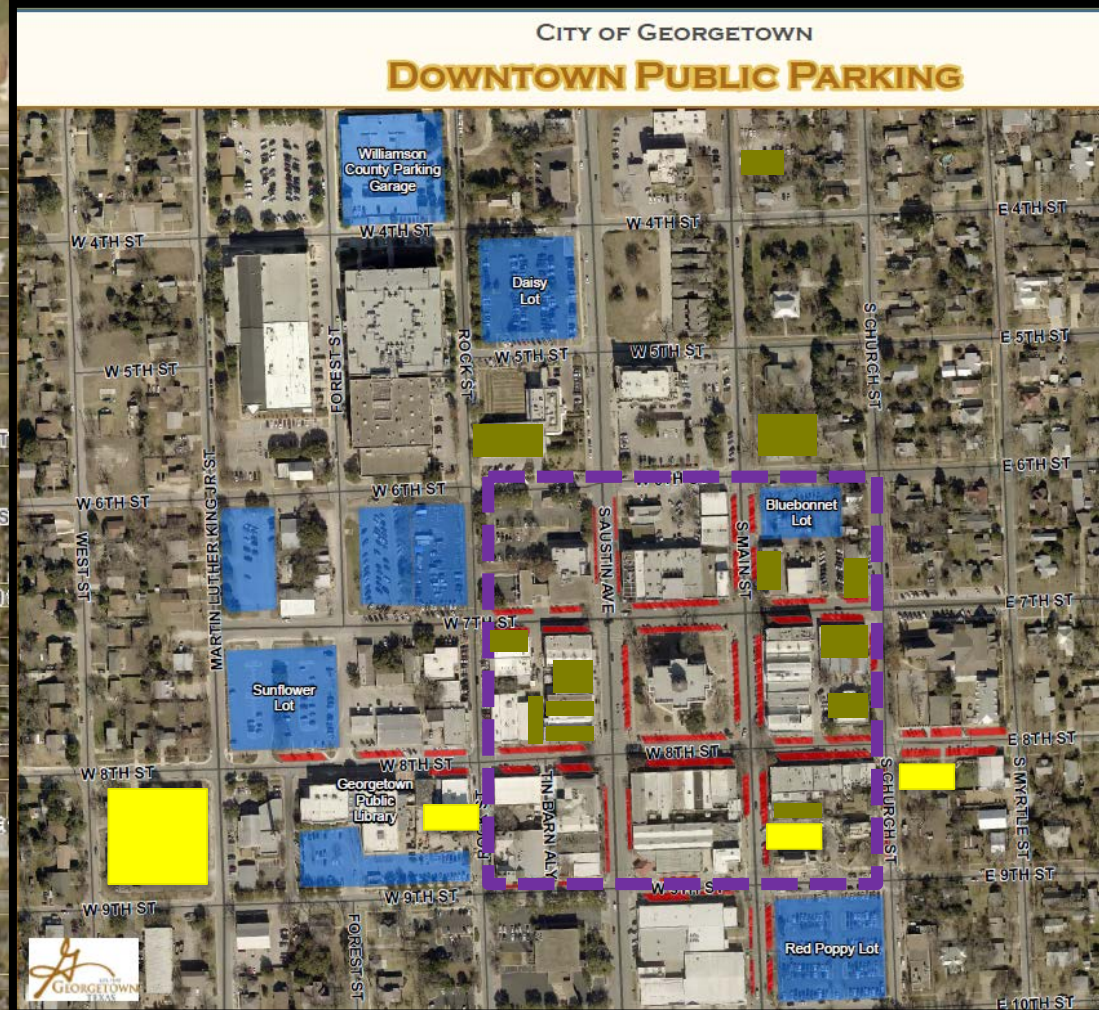 CITY OF GEORGETOWN
DOWNTOWN PUBLIC PARKING
Williamson
County Parking
Garage
W 4TH ST
W 4TH ST
W 4TH ST
E 4TH ST
Daisy
Lot
S CHURCH ST
E 5TH ST
ROCK ST
FOREST ST
W 5TH ST
W 5TH ST
W 5TH ST
E 6TH ST
W 6TH ST
W 6TH ST
Bluebonnet
Lot
MARTIN LUTHER KING JR ST
WEST ST
S AUSTIN AVE
S MAIN ST
E 7TH ST
W 7TH ST
Sunflower
Lot
E 8TH ST
W 8TH ST
W 8TH ST
W 8TH ST
Georgetown
Public
Library
TIN BARN ALY
S CHURCH ST
S MYRTLE ST
E 9TH ST
W 9TH ST
W 9TH ST
FOREST ST
Red Poppy Lot
GEORGETOWN
TEXAS
E 10TH ST